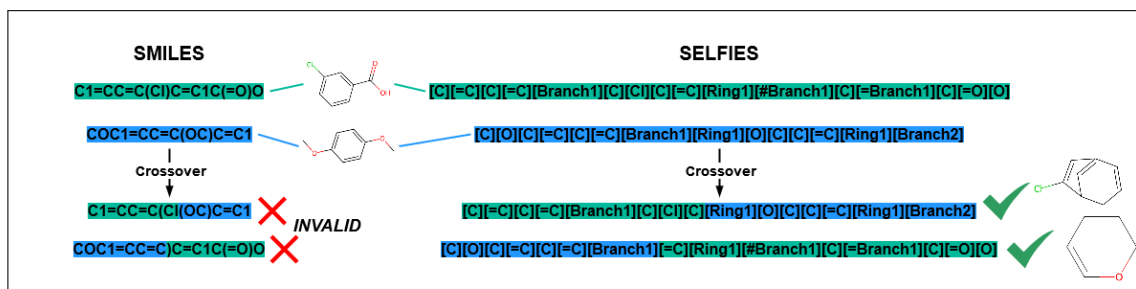 SMILES
SELFIES
C1=CC=C(Cl)C=C1C(=O)O
Cl
O
OH
[C][=C][C][=C][Branch1][C][Cl][C][=C][Ring1][#Branch1][C][=Branch1][C][=O][O]
COC1=CC=C(OC)C=C1
O
O
[C][O][C][=C][C][=C][Branch1][Ring1][O][C][C][=C][Ring1][Branch2]
Crossover
Crossover
Cl
C1=CC=C(Cl(OC)C=C1
INVALID
[C][=C][C][=C][Branch1][C][Cl][C][Ring1][O][C][C][=C][Ring1][Branch2]
COC1=CC=C)C=C1C(=O)O
[C][O][C][=C][C][=C][Branch1][=C][Ring1][#Branch1][C][=Branch1][C][=O][O]
O